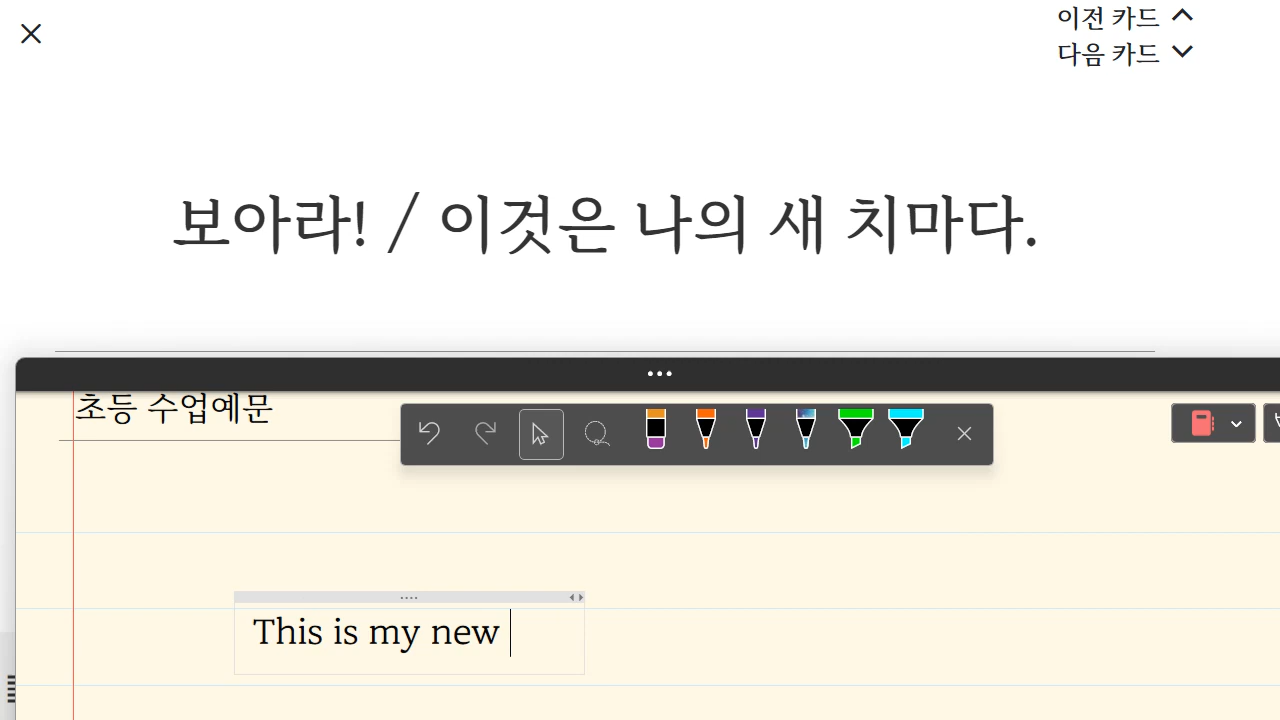 이전 카드
다음 카드
보아라! / 이것은 나의 새 치마다.
초등 수업예문
This is my new